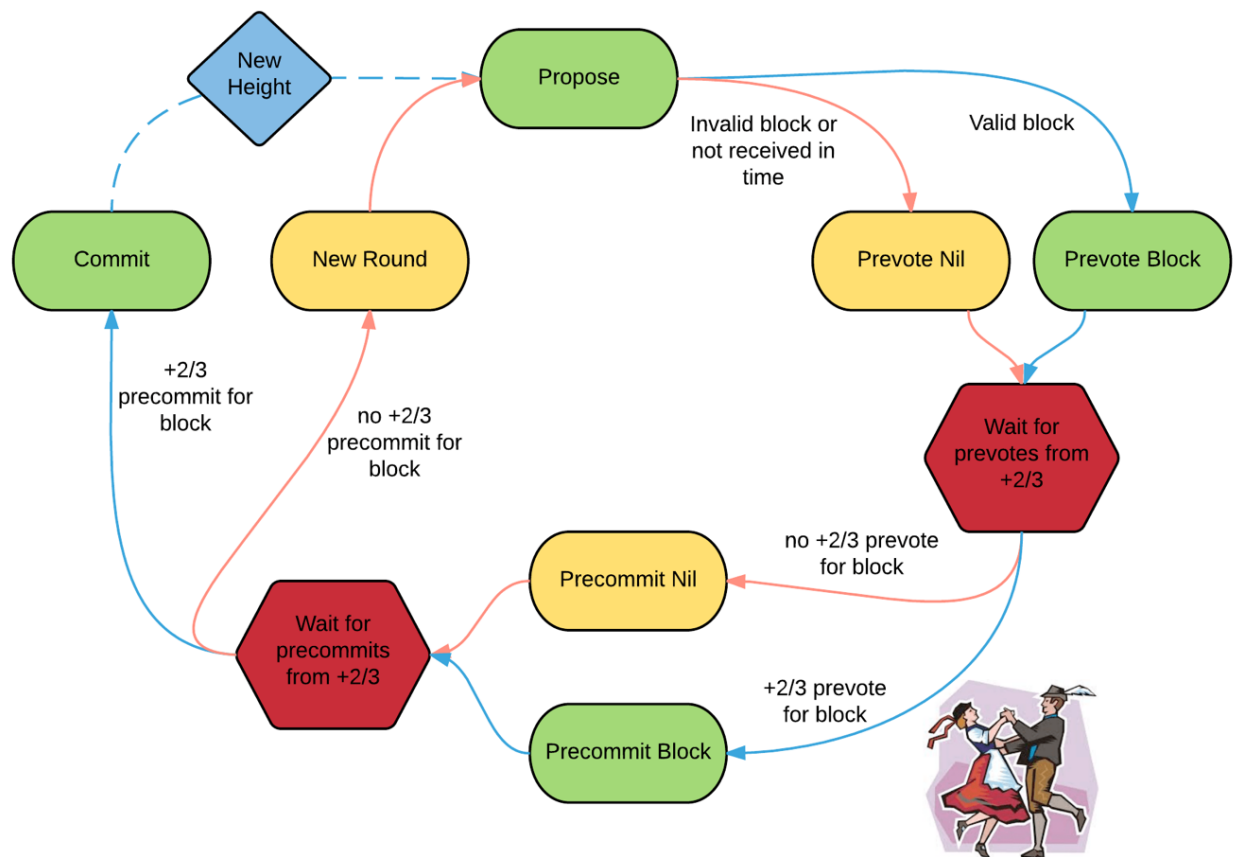 New
Height
Propose
Invalid block or
not received in
time
Valid block
Commit
New Round
Prevote Nil
Prevote Block
+2/3
precommit for
block
no +2/3
precommit for
block
Wait for
prevotes from
+2/3
no +2/3 prevote
for block
Precommit Nil
Wait for
precommits
from +2/3
+2/3 prevote
for block
Precommit Block